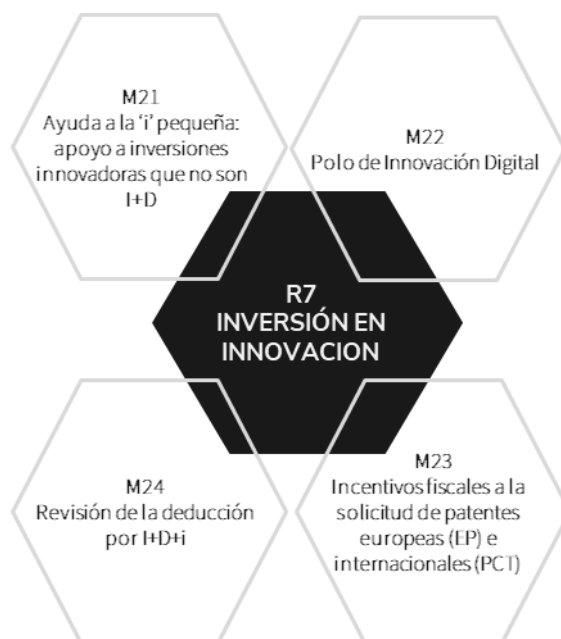 M21
Ayuda a la ‘i’ pequeña:
apoyo a inversiones
innovadoras que no son
I+D
M22
Polo de Innovación Digital
R7
INVERSIÓN EN
INNOVACION
M24
Revisión de la deducción
por I+D+i
M23
Incentivos fiscales a la
solicitud de patentes
europeas (EP) e
internacionales (PCT)